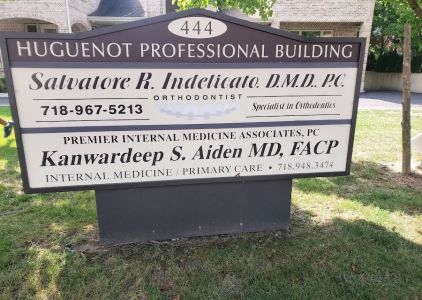 444
HUGUENOT PROFESSIONAL BUILDING
Salvatore R. Indelicato, D.M.D., P.C.
ORTHODONTIST
718-967-5213
Specialist in Orthodontics
PREMIER INTERNAL MEDICINE ASSOCIATES, PC
Kanwardeep S. Aiden MD, FACP
INTERNAL MEDICINE / PRIMARY CARE • 718.948.3474